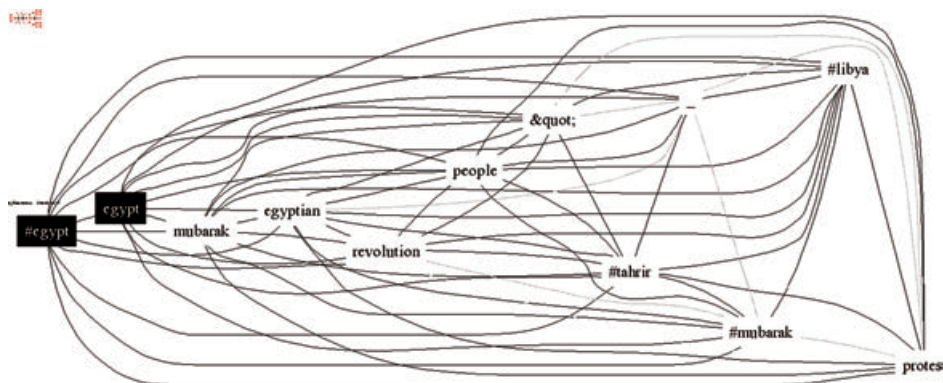 #libya
_
&quot;
people
egypt
egyptian
#egypt
mubarak
revolution
#tahrir
#mubarak
protes